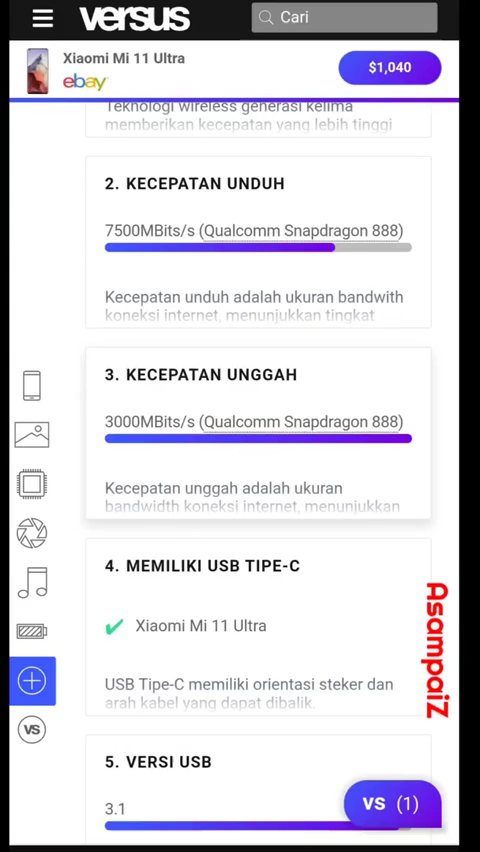 versus
Cari
Xiaomi Mi 11 Ultra
ebay
$1,040
Teknologi wireless generasi kelima
memberikan kecepatan yang lebih tinggi
2. KECEPATAN UNDUH
7500MBits/s (Qualcomm Snapdragon 888)
Kecepatan unduh adalah ukuran bandwith
koneksi internet, menunjukkan tingkat
3. KECEPATAN UNGGAH
3000MBits/s (Qualcomm Snapdragon 888)
Kecepatan unggah adalah ukuran
bandwidth koneksi internet, menunjukkan
4. MEMILIKI USB TIPE-C
Xiaomi Mi 11 Ultra
USB Tipe-C memiliki orientasi steker dan
arah kabel yang dapat dibalik.
AsampaiZ
VS
5. VERSI USB
3.1
VS (1)